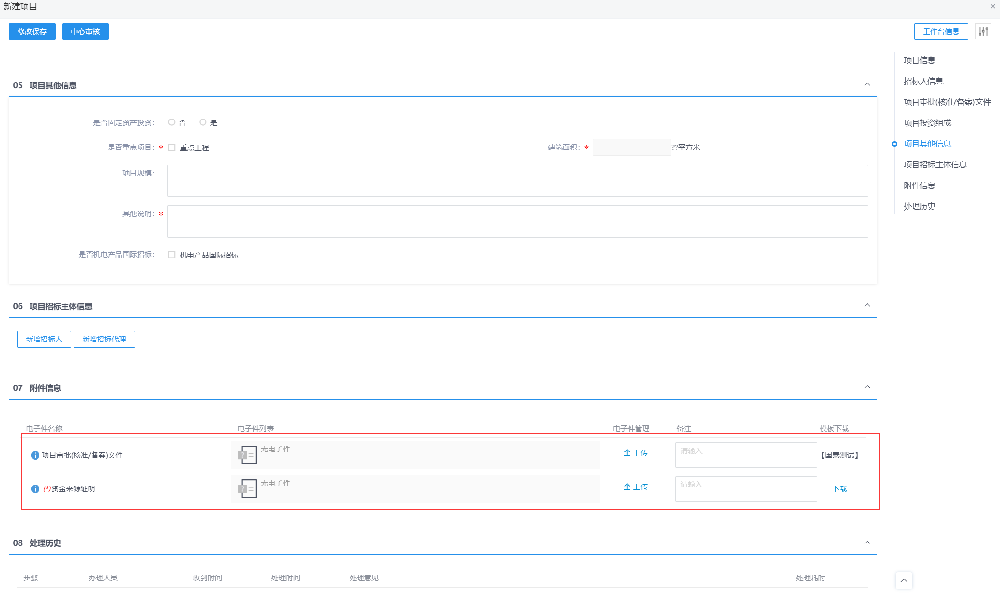 新建项目
修改保存 中心审核 工作台信息
项目信息
招标人信息
项目审批(核准/备案)文件
项目投资组成
项目其他信息
项目招标主体信息
附件信息
处理历史
05 项目其他信息
是否固定资产投资： 否 是
是否重点项目：* 重点工程 建筑面积：* ??平方米
项目规模：
其他说明：*
是否机电产品国际招标： 机电产品国际招标
06 项目招标主体信息
新增招标人 新增招标代理
07 附件信息
电子件名称 电子件列表 电子件管理 备注 模板下载
项目审批(核准/备案)文件 无电子件 上传 请输入 【国泰测试】
(*)资金来源证明 无电子件 上传 请输入 下载
08 处理历史
步骤 办理人员 收到时间 处理时间 处理意见 处理耗时